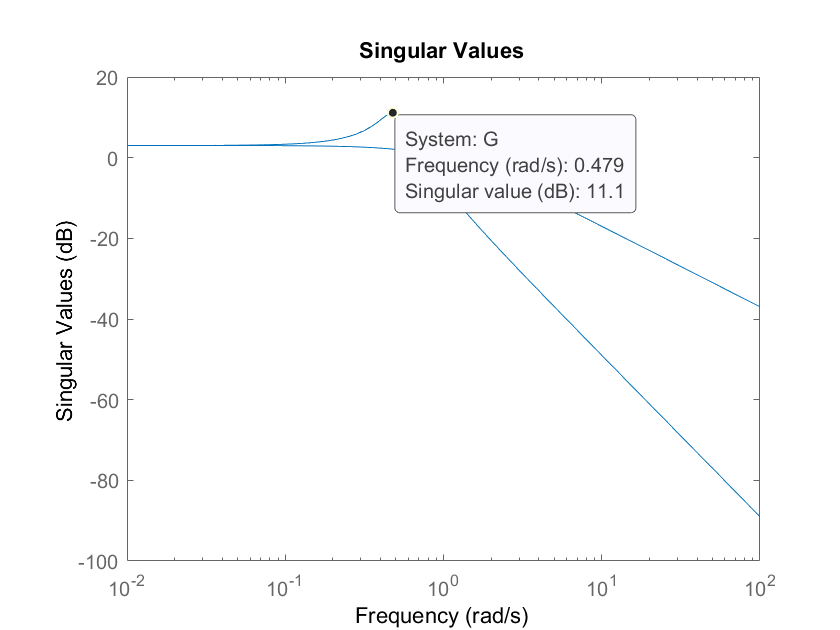 Singular Values
20
0
-20
-40
-60
-80
-100
Singular Values (dB)
System: G
Frequency (rad/s): 0.479
Singular value (dB): 11.1
10^-2
10^-1
10^0
10^1
10^2
Frequency (rad/s)